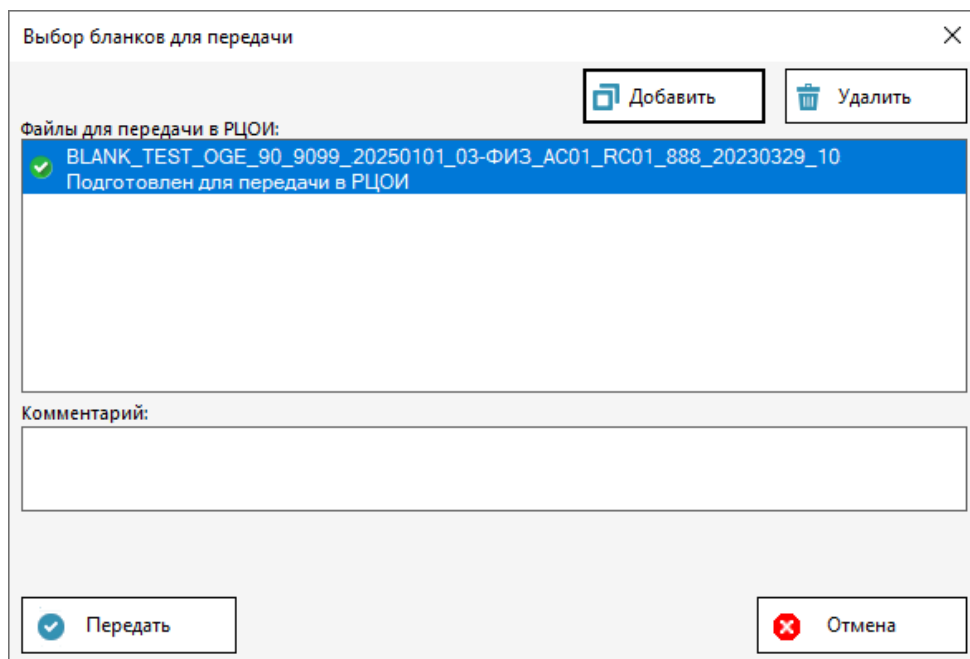 Выбор бланков для передачи
Добавить
Удалить
Файлы для передачи в РЦОИ:
BLANK_TEST_OGE_90_9099_20250101_03-ФИЗ_AC01_RC01_888_20230329_10
Подготовлен для передачи в РЦОИ
Комментарий:
Передать
Отмена